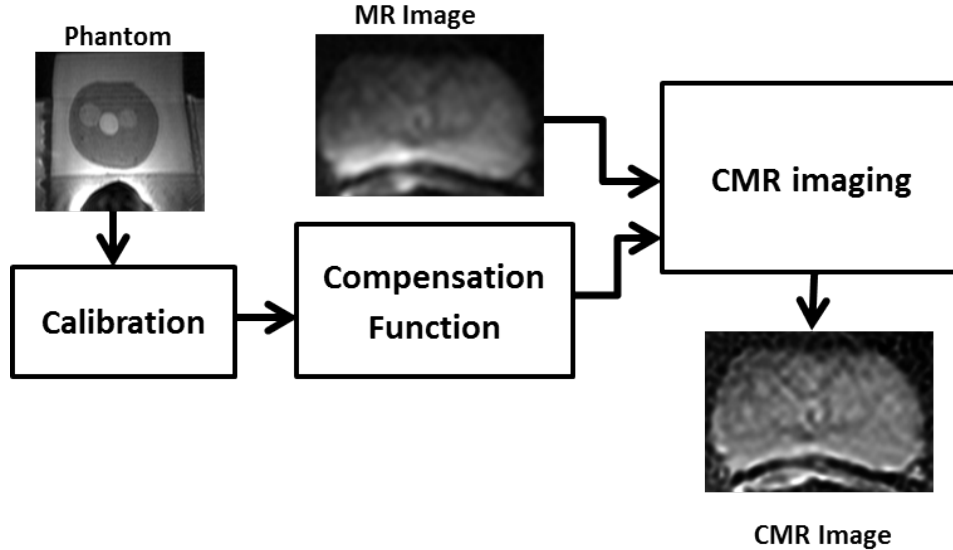 Phantom
MR Image
CMR imaging
Calibration
Compensation
Function
CMR Image